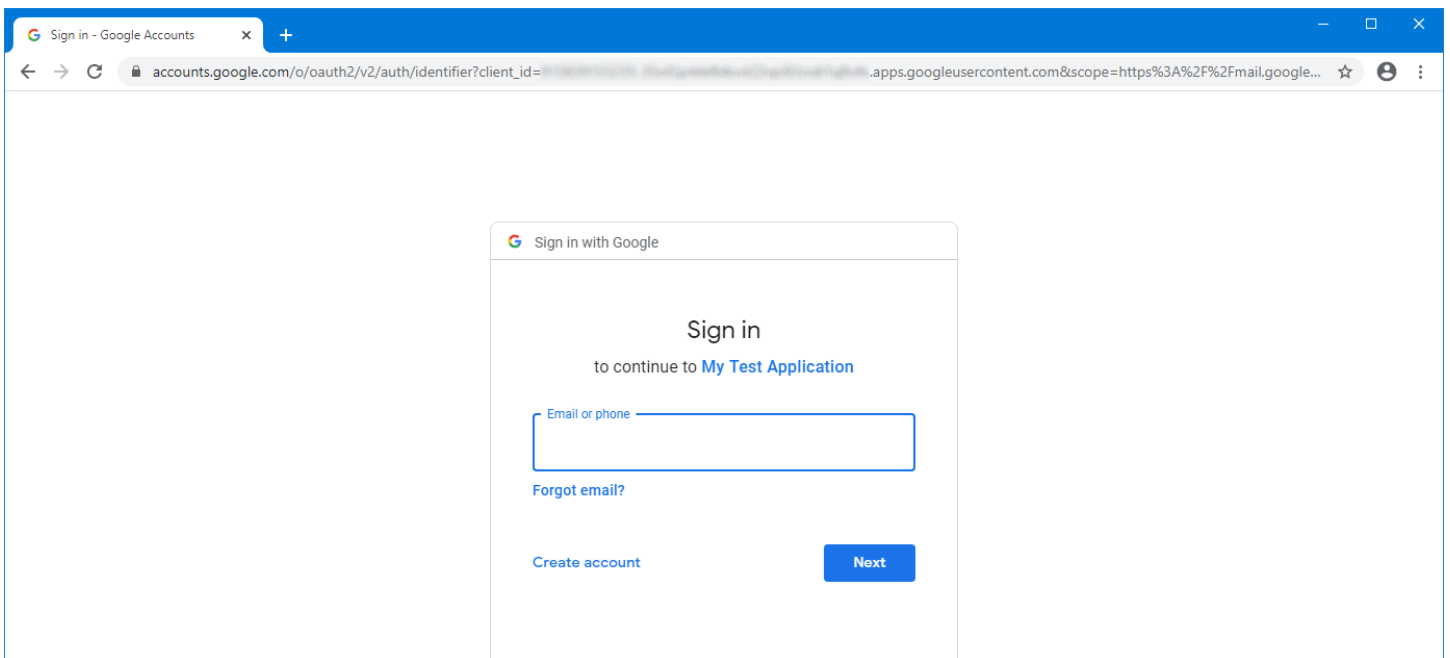 Sign in - Google Accounts
accounts.google.com/o/oauth2/v2/auth/identifier?client_id= .apps.googleusercontent.com&scope=https%3A%2F%2Fmail.google...
Sign in with Google
Sign in
to continue to My Test Application
Email or phone
Forgot email?
Create account
Next